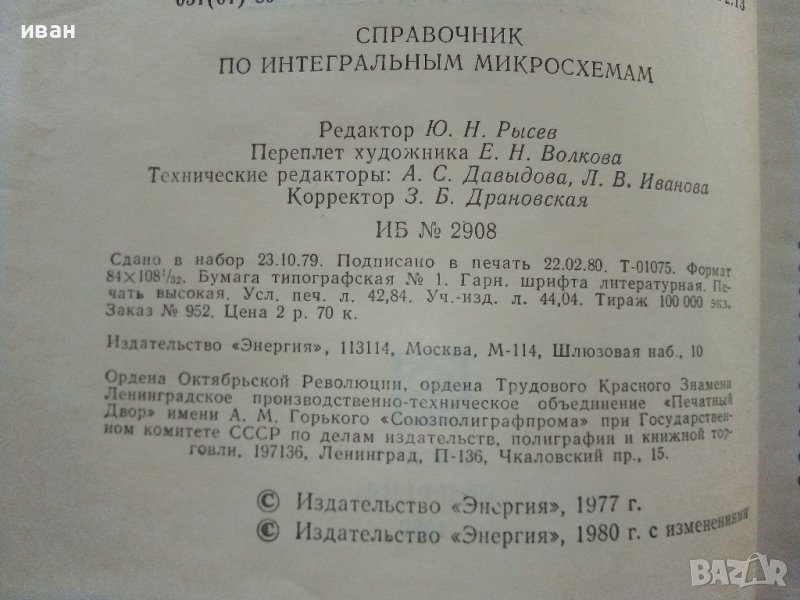 иван
СПРАВОЧНИК
ПО ИНТЕГРАЛЬНЫМ МИКРОСХЕМАМ
Редактор Ю. Н. Рысев
Переплет художника Е. Н. Волкова
Технические редакторы: А. С. Давыдова, Л. В. Иванова
Корректор З. Б. Драновская
ИБ № 2908
Сдано в набор 23.10.79. Подписано в печать 22.02.80. Т-01075. Формат
84×108¹/₃₂. Бумага типографская № 1. Гарн. шрифта литературная. Пе-
чать высокая. Усл. печ. л. 42,84. Уч.-изд. л. 44,04. Тираж 100 000 экз.
Заказ № 952. Цена 2 р. 70 к.
Издательство «Энергия», 113114, Москва, М-114, Шлюзовая наб., 10
Ордена Октябрьской Революции, ордена Трудового Красного Знамени
Ленинградское производственно-техническое объединение «Печатный
Двор» имени А. М. Горького «Союзполиграфпрома» при Государствен-
ном комитете СССР по делам издательств, полиграфии и книжной тор-
говли. 197136, Ленинград, П-136, Чкаловский пр., 15.
© Издательство «Энергия», 1977 г.
© Издательство «Энергия», 1980 г. с изменениями
BAZAR